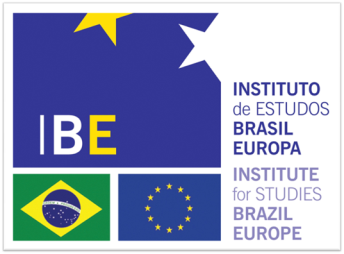 IBE
INSTITUTO
de ESTUDOS
BRASIL
EUROPA
INSTITUTE
for STUDIES
BRAZIL
EUROPE